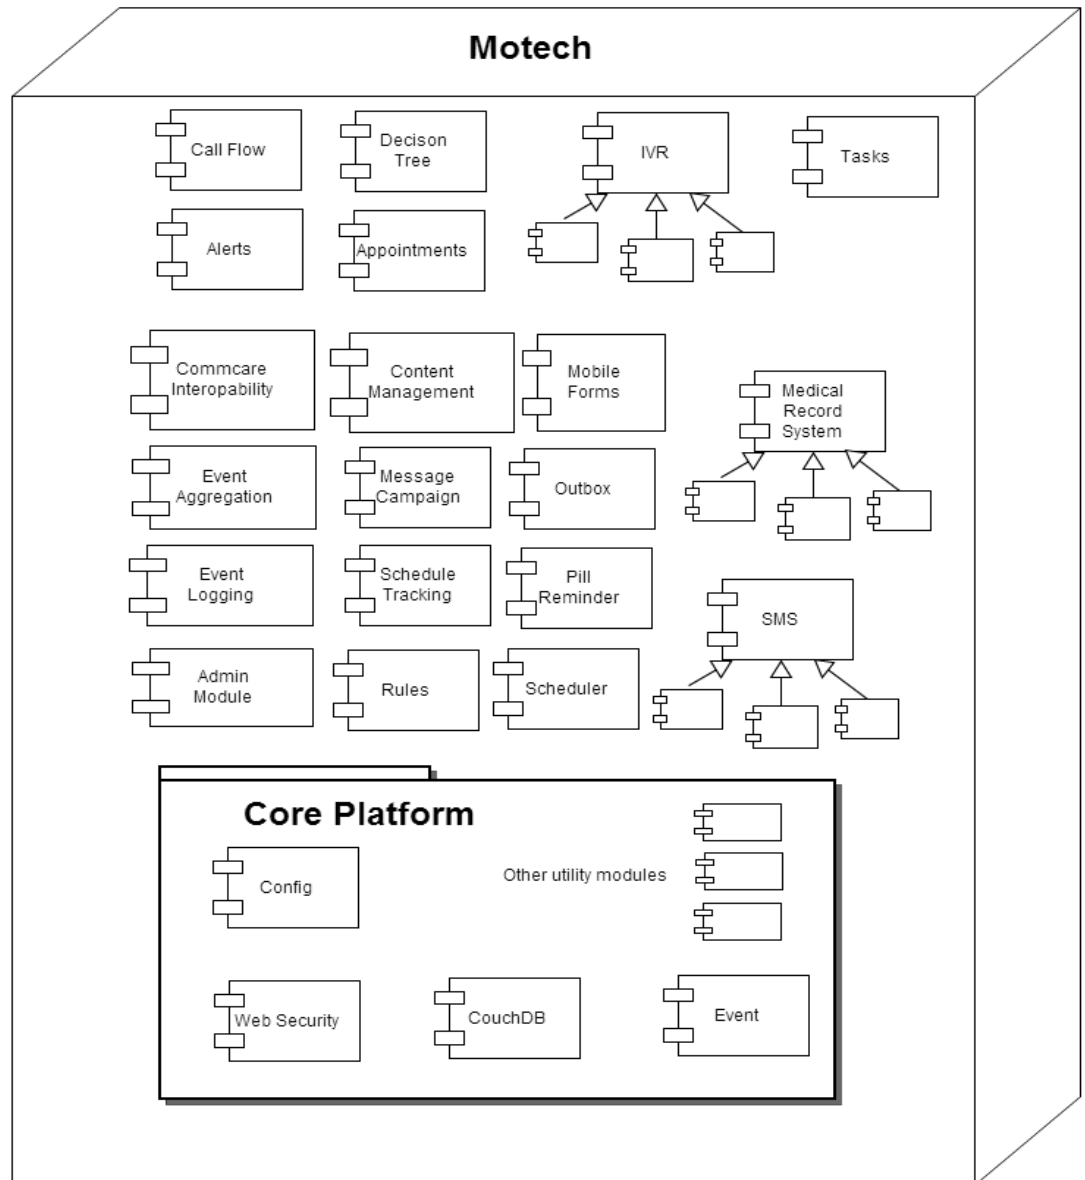 Motech
Call Flow
Decison
Tree
IVR
Tasks
Alerts
Appointments
Commcare
Interopability
Content
Management
Mobile
Forms
Medical
Record
System
Event
Aggregation
Message
Campaign
Outbox
Event
Logging
Schedule
Tracking
Pill
Reminder
SMS
Admin
Module
Rules
Scheduler
Core Platform
Config
Other utility modules
Web Security
CouchDB
Event